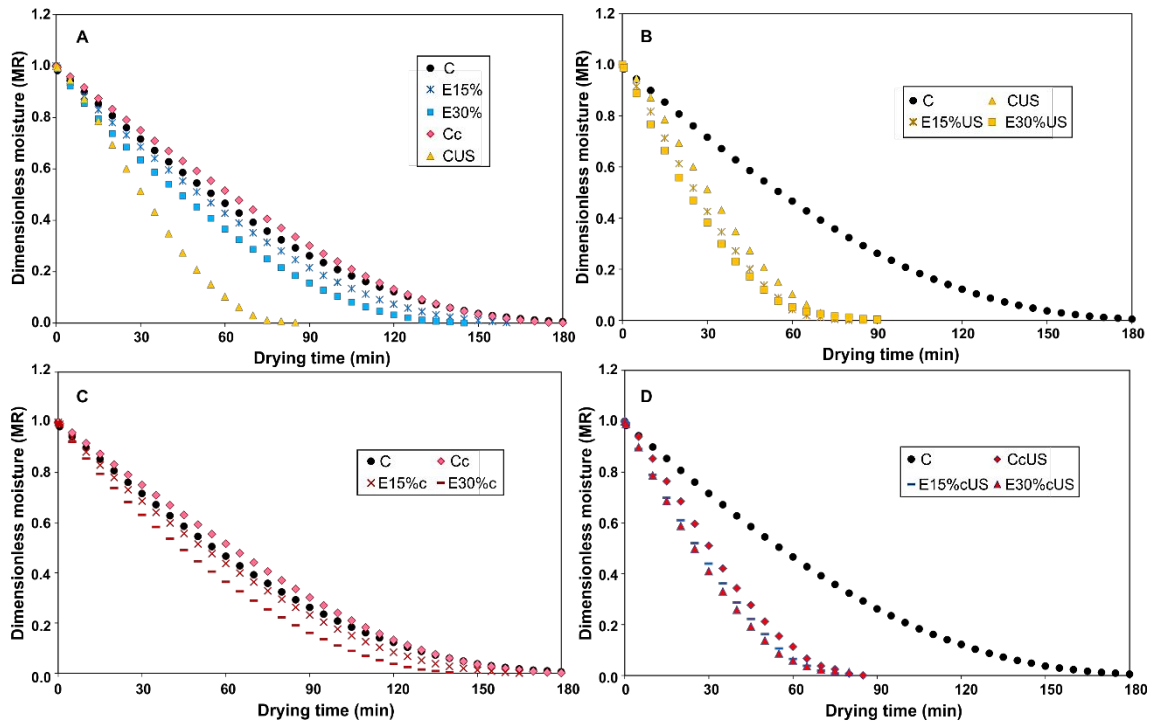 A
Dimensionless moisture (MR)
1.2
1.0
0.8
0.6
0.4
0.2
0.0
C
E15%
E30%
Cc
CUS
0 30 60 90 120 150 180
Drying time (min)
B
Dimensionless moisture (MR)
1.2
1.0
0.8
0.6
0.4
0.2
0.0
C CUS
E15%US E30%US
0 30 60 90 120 150 180
Drying time (min)
C
Dimensionless moisture (MR)
1.2
1.0
0.8
0.6
0.4
0.2
0.0
C Cc
E15%c E30%c
0 30 60 90 120 150 180
Drying time (min)
D
Dimensionless moisture (MR)
1.2
1.0
0.8
0.6
0.4
0.2
0.0
C CcUS
E15%cUS E30%cUS
0 30 60 90 120 150 180
Drying time (min)